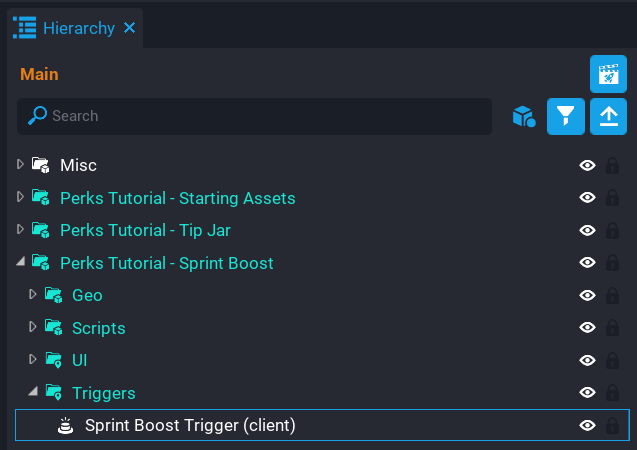 Hierarchy
Main
Search
Misc
Perks Tutorial - Starting Assets
Perks Tutorial - Tip Jar
Perks Tutorial - Sprint Boost
Geo
Scripts
UI
Triggers
Sprint Boost Trigger (client)